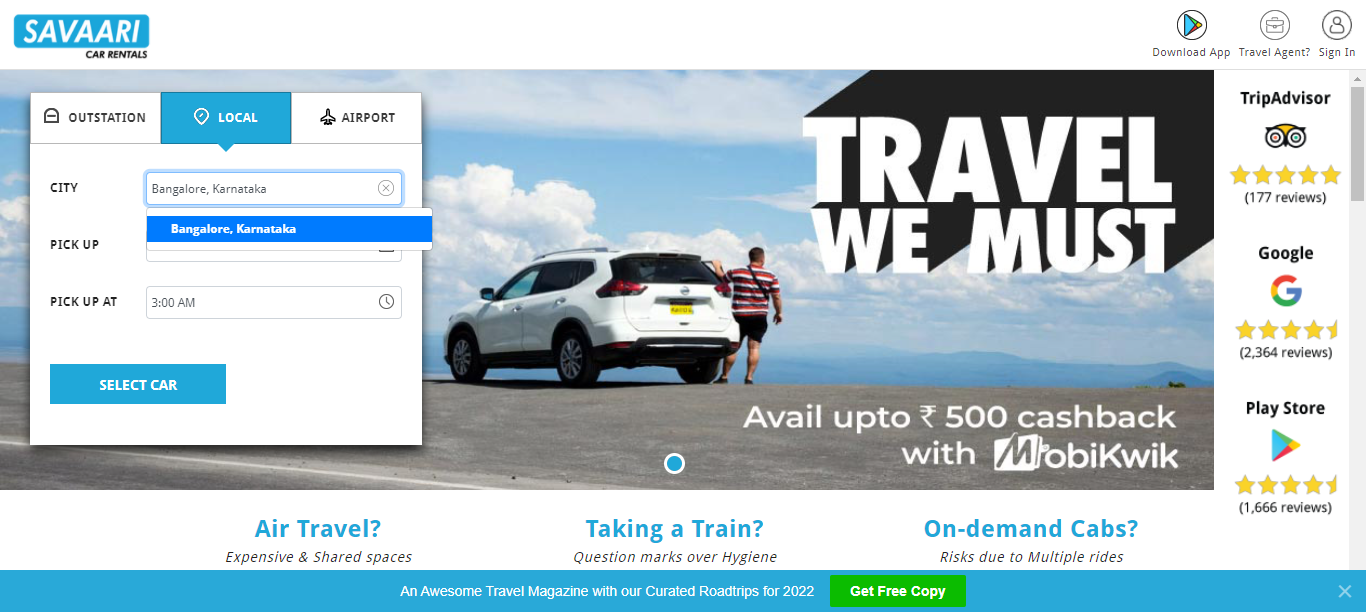 SAVAARI
CAR RENTALS
Download App
Travel Agent?
Sign In
OUTSTATION
LOCAL
AIRPORT
CITY
Bangalore, Karnataka
Bangalore, Karnataka
PICK UP
PICK UP AT
3:00 AM
SELECT CAR
TRAVEL
WE MUST
Avail upto ₹ 500 cashback
with MobiKwik
TripAdvisor
(177 reviews)
Google
(2,364 reviews)
Play Store
(1,666 reviews)
Air Travel?
Expensive & Shared spaces
Taking a Train?
Question marks over Hygiene
On-demand Cabs?
Risks due to Multiple rides
An Awesome Travel Magazine with our Curated Roadtrips for 2022
Get Free Copy